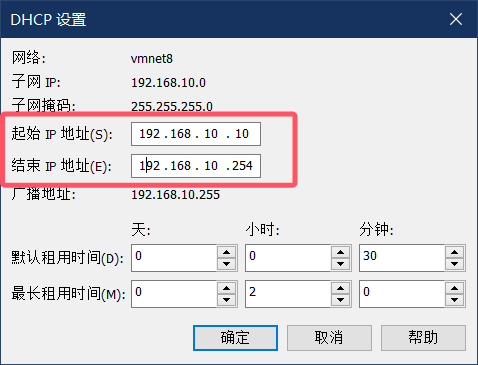 DHCP 设置
网络: vmnet8
子网 IP: 192.168.10.0
子网掩码: 255.255.255.0
起始 IP 地址(S): 192 . 168 . 10 . 10
结束 IP 地址(E): 192 . 168 . 10 . 254
广播地址: 192.168.10.255
天: 小时: 分钟:
默认租用时间(D): 0 0 30
最长租用时间(M): 0 2 0
确定 取消 帮助